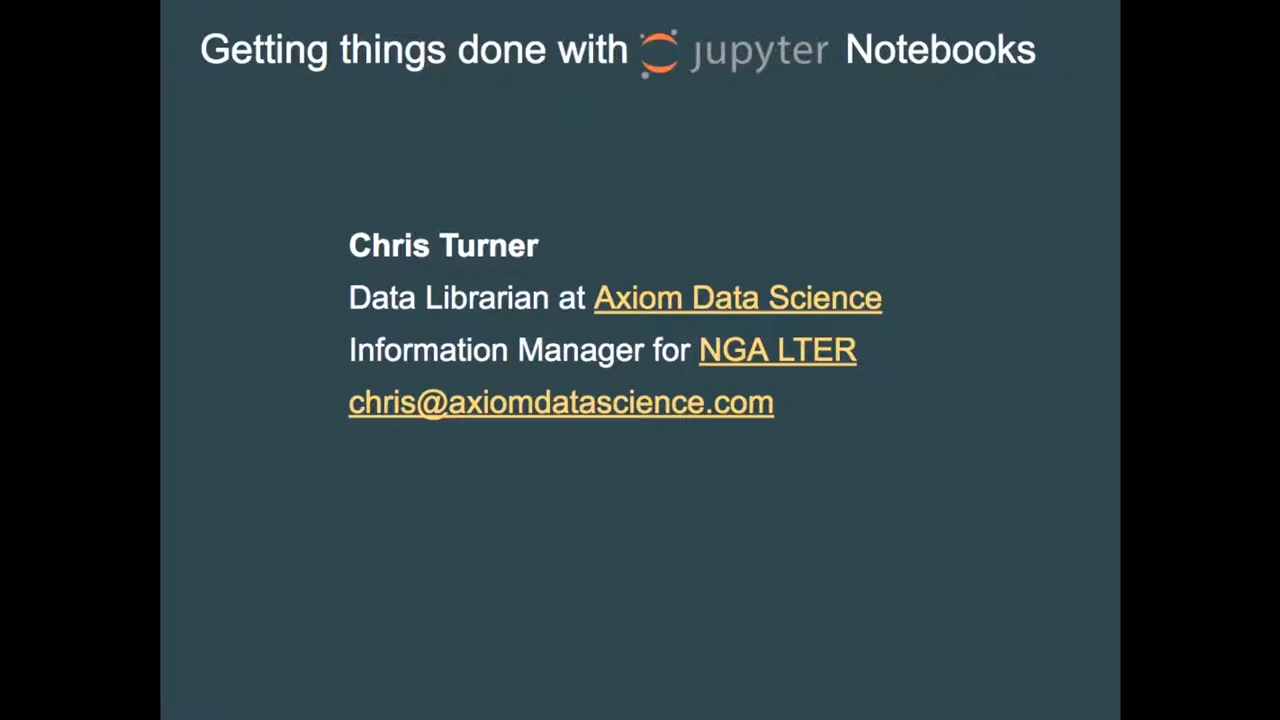 Getting things done with jupyter Notebooks
Chris Turner
Data Librarian at Axiom Data Science
Information Manager for NGA LTER
chris@axiomdatascience.com